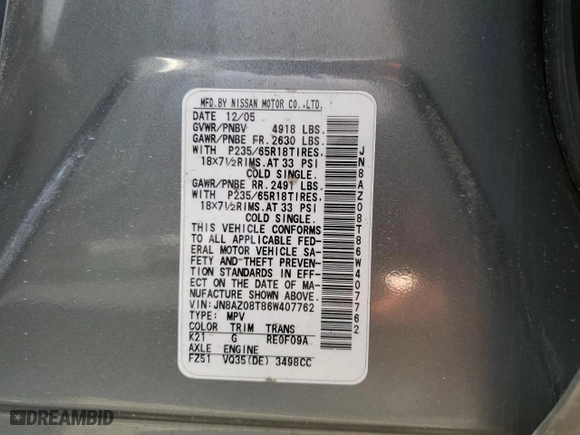 MFD.BY NISSAN MOTOR CO.,LTD.
DATE 12/05
GVWR/PNBV 4918 LBS.
GAWR/PNBE FR. 2630 LBS.
WITH P235/65R18TIRES.
18X7½RIMS.AT 33 PSI
COLD SINGLE.
GAWR/PNBE RR. 2491 LBS.
WITH P235/65R18TIRES.
18X7½RIMS.AT 33 PSI
COLD SINGLE.
THIS VEHICLE CONFORMS
TO ALL APPLICABLE FED-
ERAL MOTOR VEHICLE SA-
FETY AND THEFT PREVEN-
TION STANDARDS IN EFF-
ECT ON THE DATE OF MA-
NUFACTURE SHOWN ABOVE.
VIN:JN8AZ08T86W407762
TYPE: MPV
COLOR TRIM TRANS
K21 G RE0F09A
AXLE ENGINE
FZ51 VQ35(DE) 3498CC
JN8AZ08T86W407762
DREAMBID